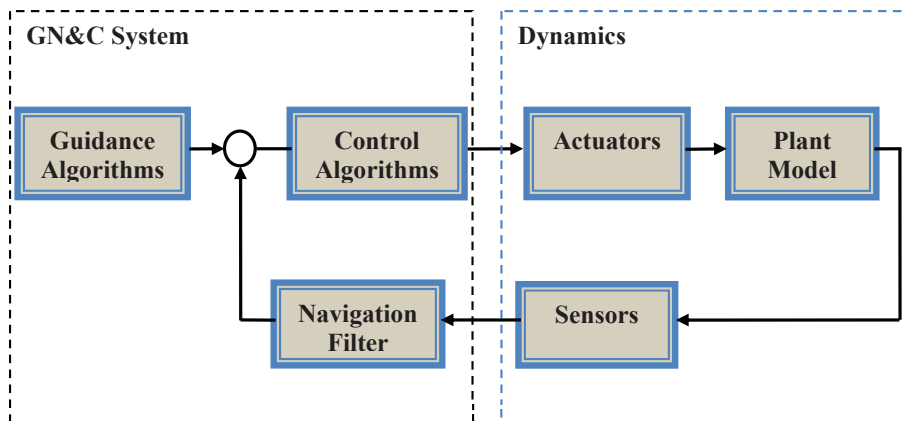 GN&C System
Dynamics
Guidance
Algorithms
Control
Algorithms
Actuators
Plant
Model
Navigation
Filter
Sensors